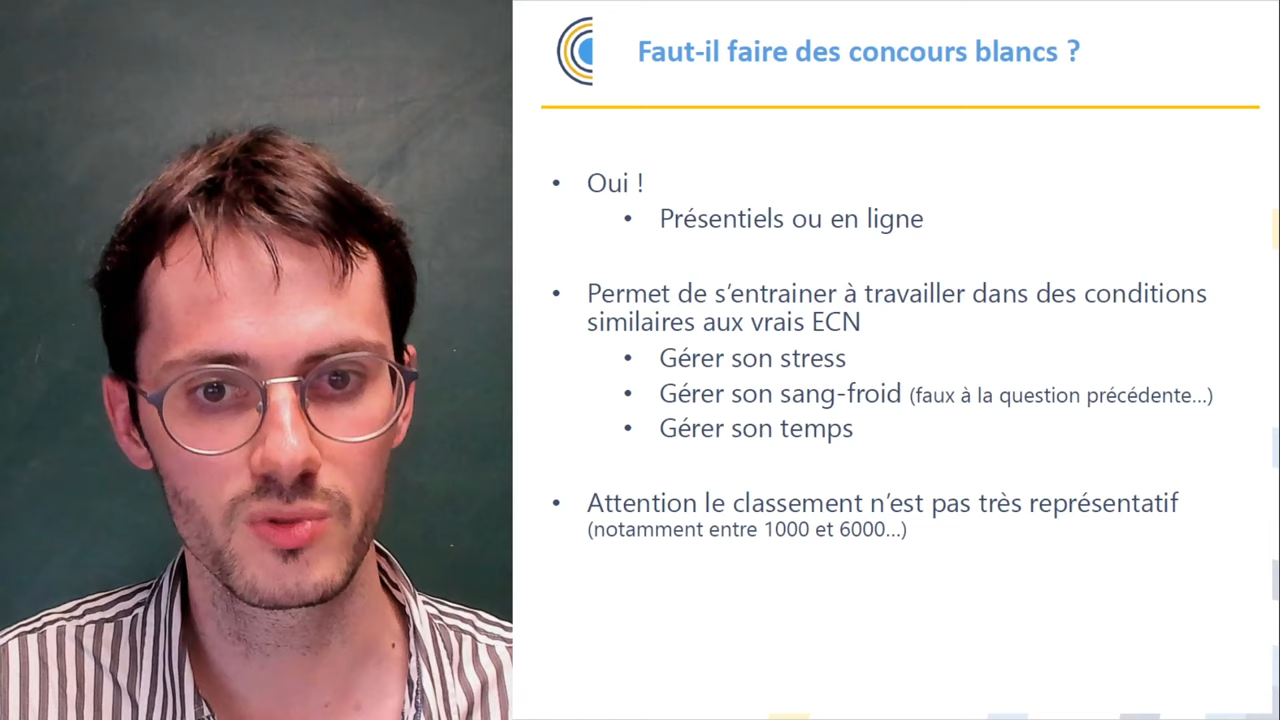 Faut-il faire des concours blancs ?
• Oui !
• Présentiels ou en ligne
• Permet de s’entrainer à travailler dans des conditions
similaires aux vrais ECN
• Gérer son stress
• Gérer son sang-froid (faux à la question précédente...)
• Gérer son temps
• Attention le classement n’est pas très représentatif
(notamment entre 1000 et 6000...)